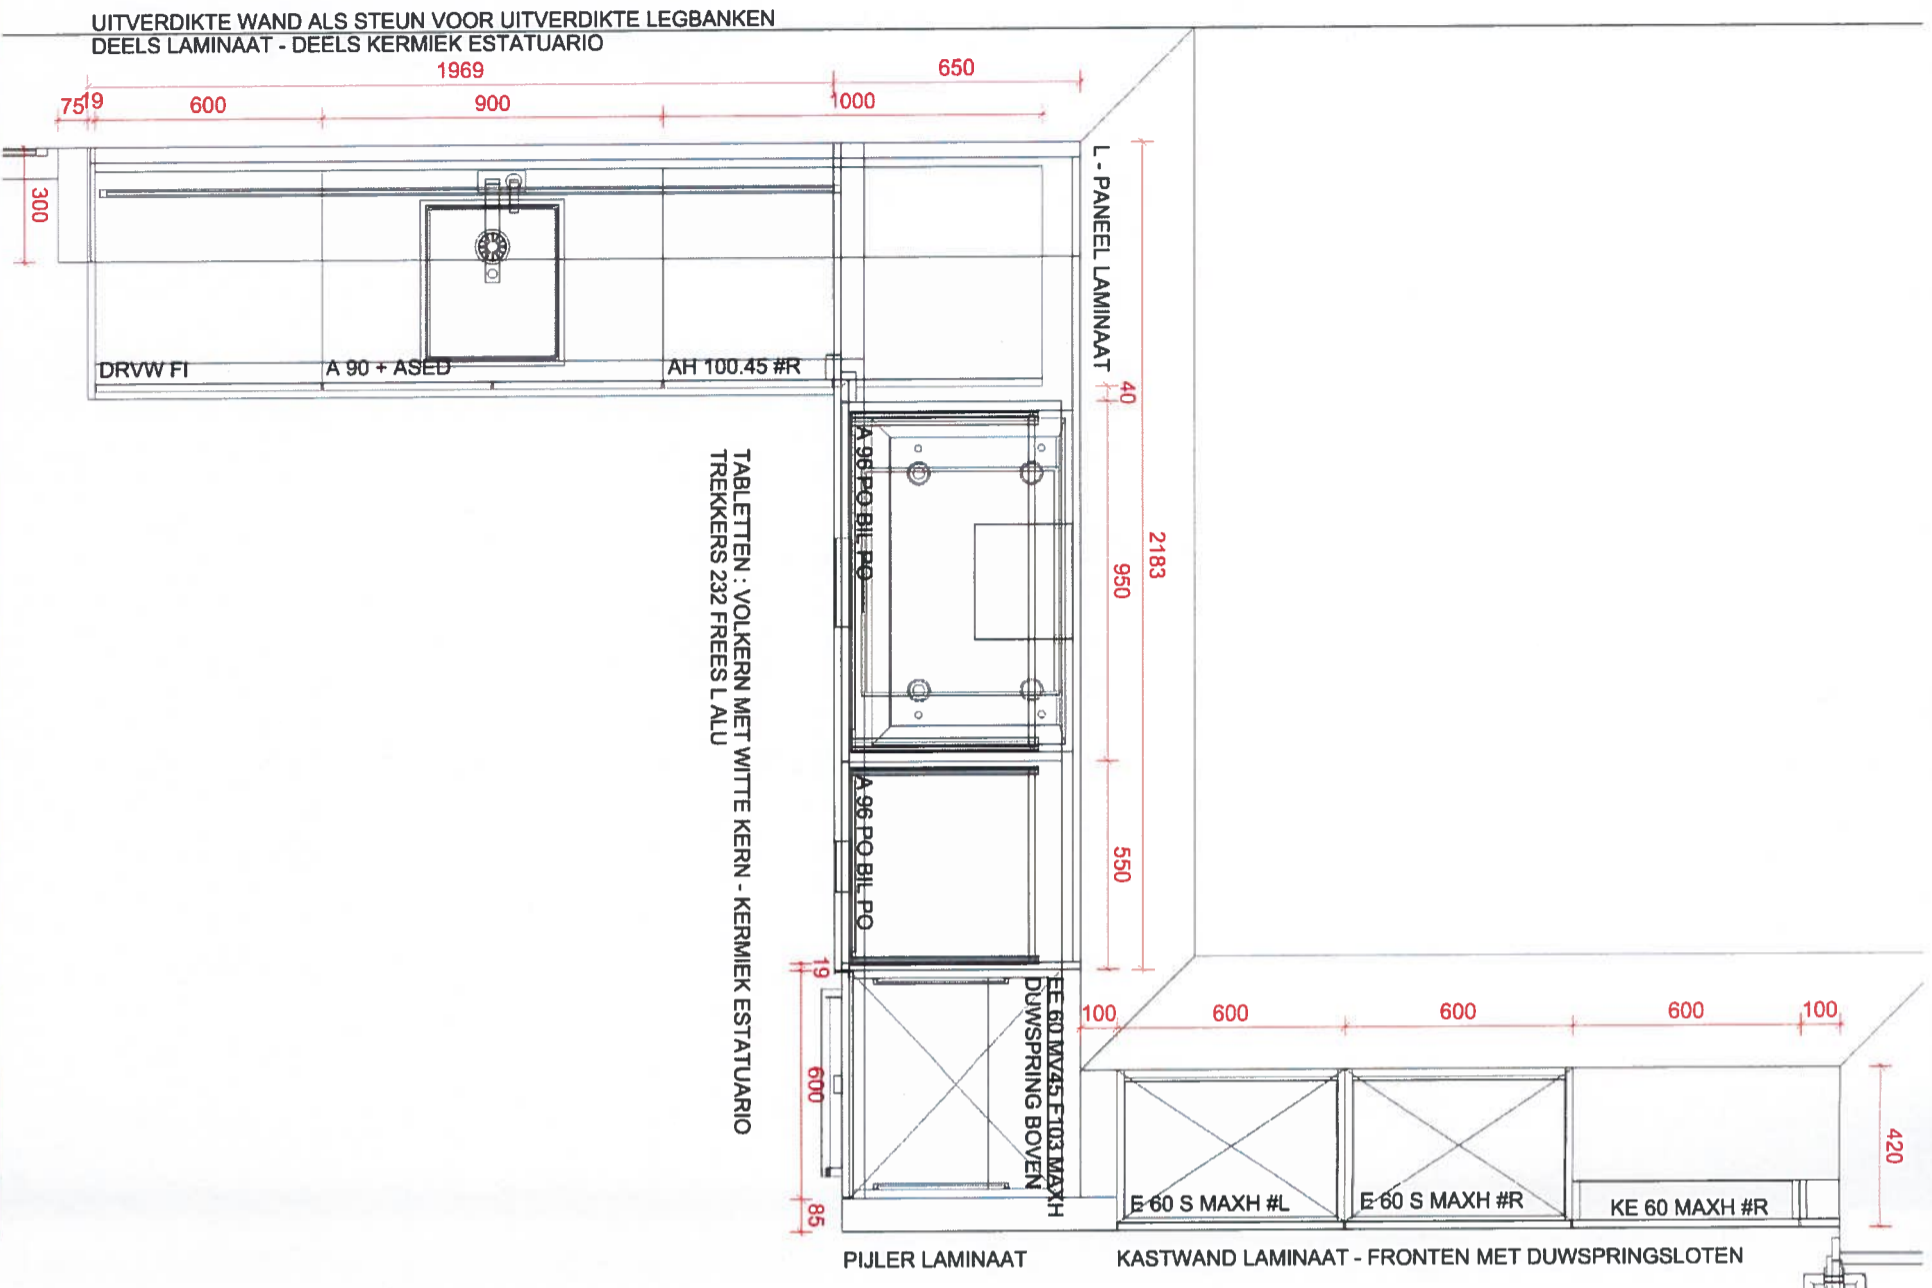 UITVERDIKTE WAND ALS STEUN VOOR UITVERDIKTE LEGBANKEN
DEELS LAMINAAT - DEELS KERMIEK ESTATUARIO
1969
650
75
19
600
900
1000
300
L - PANEEL LAMINAAT
DRVW FI
A 90 + ASED
AH 100.45 #R
40
A 96 PO BIL PO
950
2183
TABLETTEN : VOLKERN MET WITTE KERN - KERMIEK ESTATUARIO
TREKKERS 232 FREES L ALU
A 96 PO BIL PO
550
19
EE 60 MV45 F103 MAXH
DUWSPRING BOVEN
600
85
100
600
600
600
100
420
E 60 S MAXH #L
E 60 S MAXH #R
KE 60 MAXH #R
PIJLER LAMINAAT
KASTWAND LAMINAAT - FRONTEN MET DUWSPRINGSLOTEN